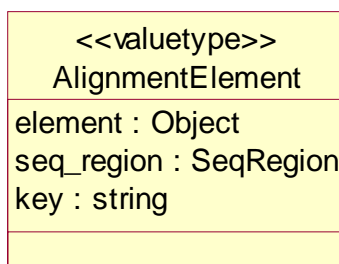 <<valuetype>>
AlignmentElement
element : Object
seq_region : SeqRegion
key : string